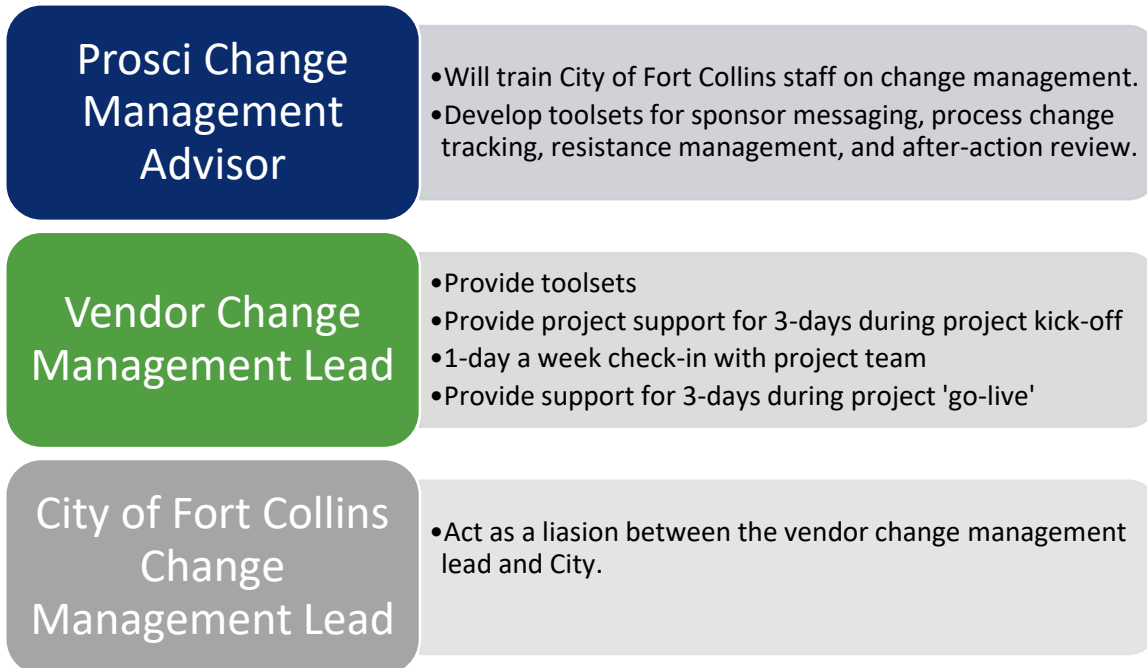 Prosci Change
Management
Advisor
•Will train City of Fort Collins staff on change management.
•Develop toolsets for sponsor messaging, process change
tracking, resistance management, and after-action review.
Vendor Change
Management Lead
•Provide toolsets
•Provide project support for 3-days during project kick-off
•1-day a week check-in with project team
•Provide support for 3-days during project 'go-live'
City of Fort Collins
Change
Management Lead
•Act as a liasion between the vendor change management
lead and City.